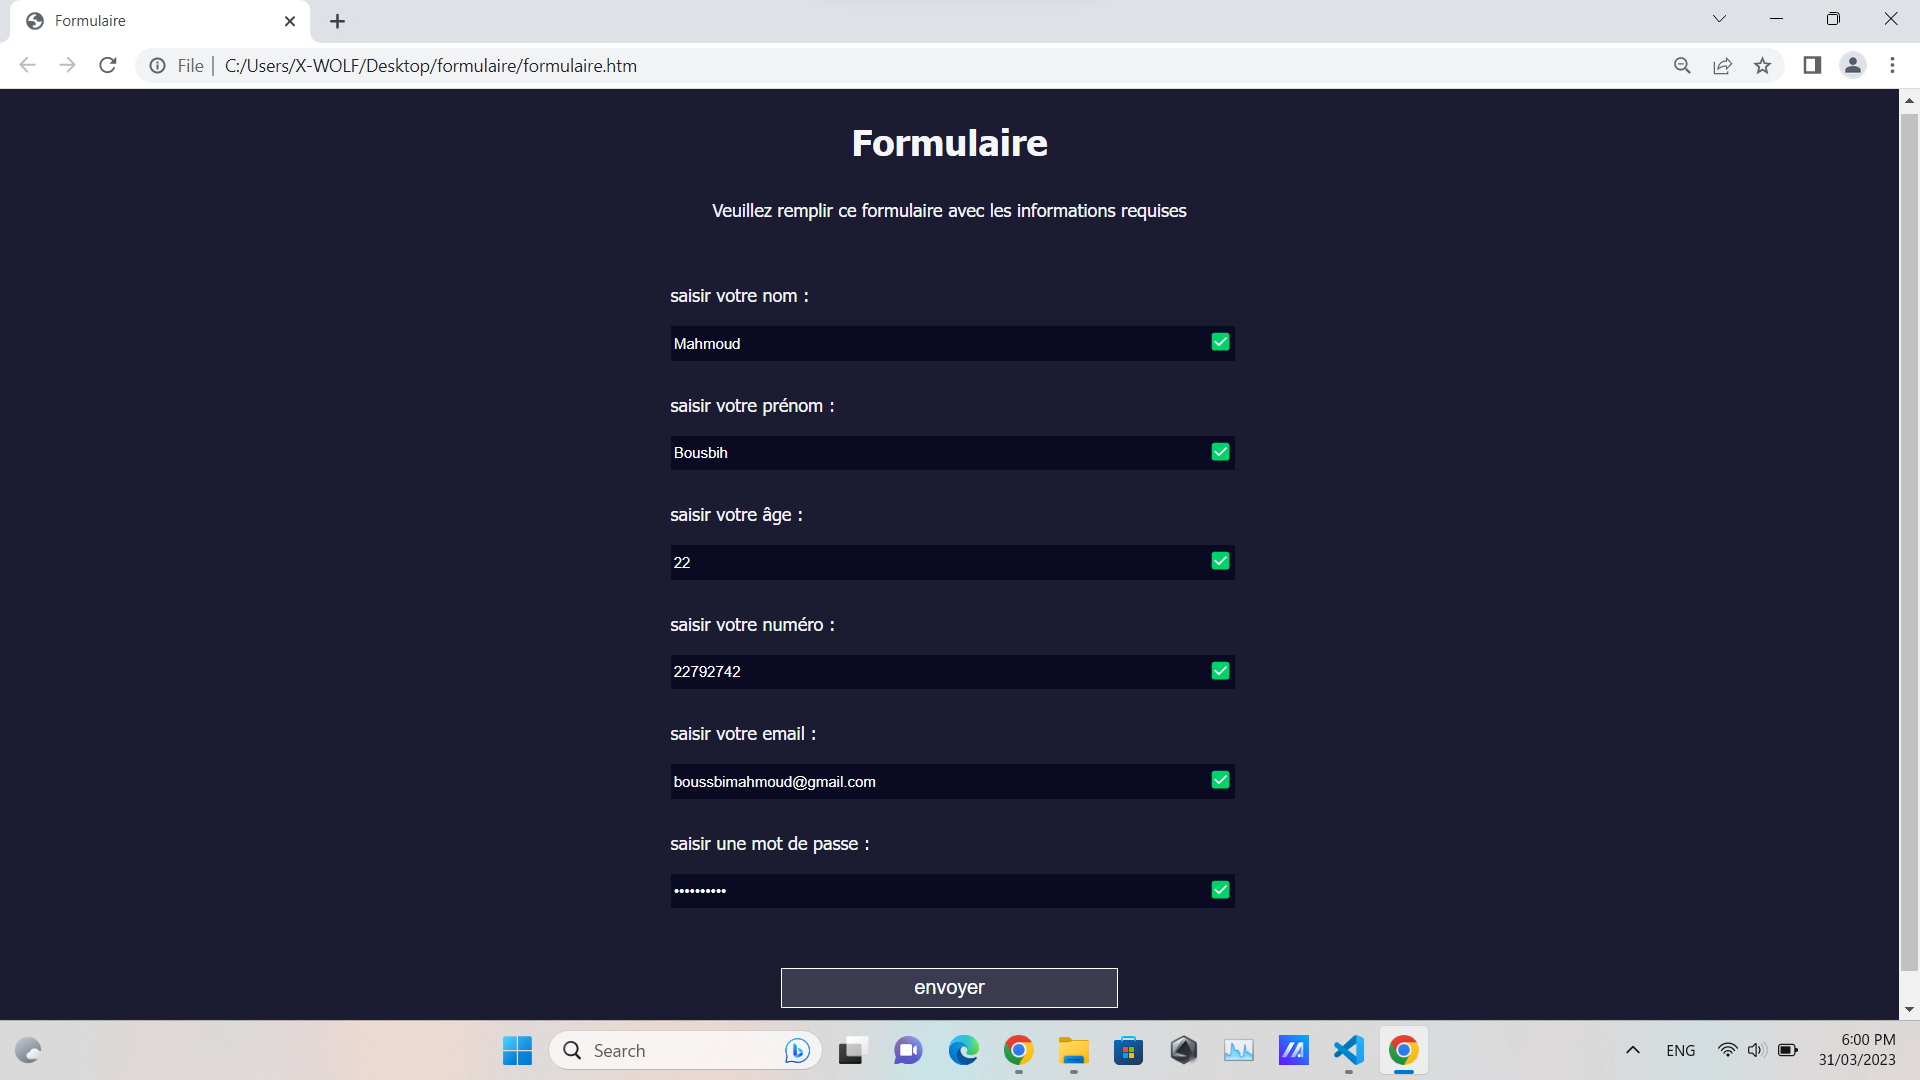 Formulaire
File | C:/Users/X-WOLF/Desktop/formulaire/formulaire.htm
Formulaire
Veuillez remplir ce formulaire avec les informations requises
saisir votre nom :
Mahmoud
saisir votre prénom :
Bousbih
saisir votre âge :
22
saisir votre numéro :
22792742
saisir votre email :
boussbimahmoud@gmail.com
saisir une mot de passe :
••••••••••
envoyer
Search
ENG
6:00 PM
31/03/2023